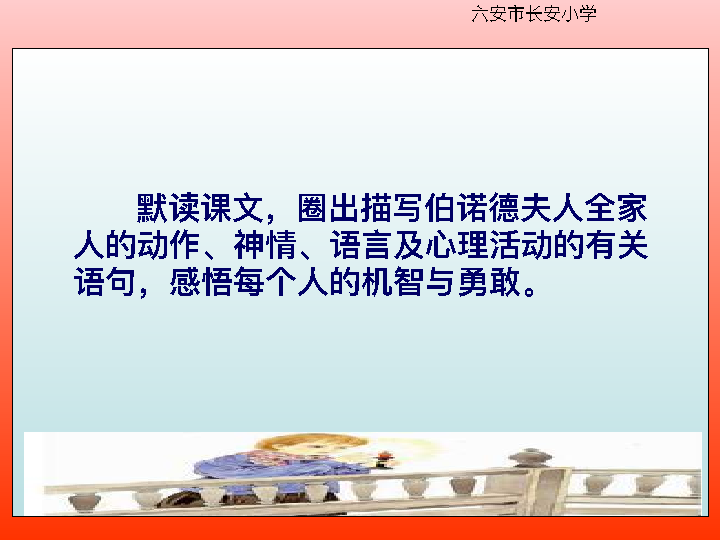 六安市长安小学
默读课文，圈出描写伯诺德夫人全家
人的动作、神情、语言及心理活动的有关
语句，感悟每个人的机智与勇敢。